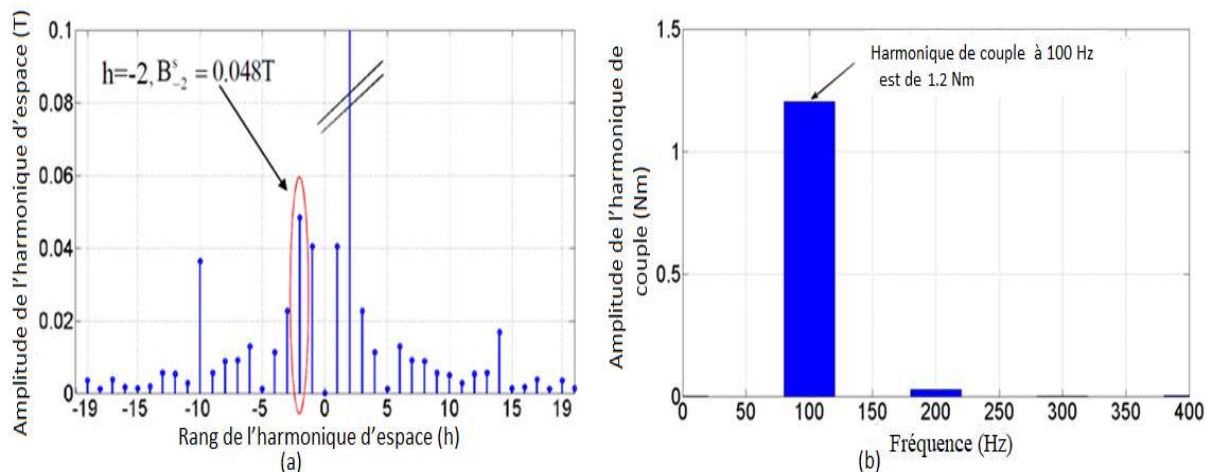 Amplitude de l'harmonique d'espace (T)
0.1
0.08
0.06
0.04
0.02
0
h=-2, B^s_-2 = 0.048T
-19 -15 -10 -5 0 5 10 15 19
Rang de l'harmonique d'espace (h)
(a)
Amplitude de l'harmonique de
couple (Nm)
1.5
1
0.5
0
Harmonique de couple à 100 Hz
est de 1.2 Nm
0 50 100 150 200 250 300 350 400
Fréquence (Hz)
(b)